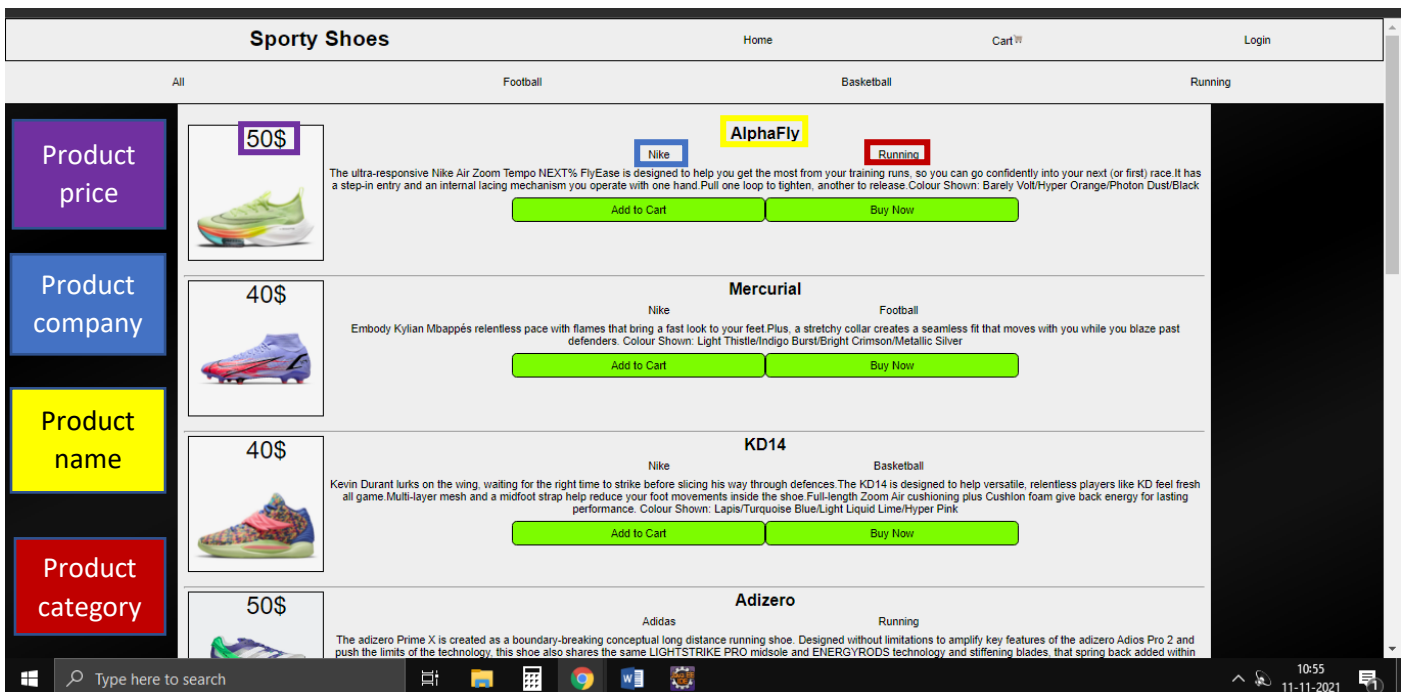 Sporty Shoes
Home
Cart
Login
All
Football
Basketball
Running
Product
price
Product
company
Product
name
Product
category
50$
AlphaFly
Nike
Running
The ultra-responsive Nike Air Zoom Tempo NEXT% FlyEase is designed to help you get the most from your training runs, so you can go confidently into your next (or first) race.It has
a step-in entry and an internal lacing mechanism you operate with one hand.Pull one loop to tighten, another to release.Colour Shown: Barely Volt/Hyper Orange/Photon Dust/Black
Add to Cart
Buy Now
40$
Mercurial
Nike
Football
Embody Kylian Mbappés relentless pace with flames that bring a fast look to your feet.Plus, a stretchy collar creates a seamless fit that moves with you while you blaze past
defenders. Colour Shown: Light Thistle/Indigo Burst/Bright Crimson/Metallic Silver
Add to Cart
Buy Now
40$
KD14
Nike
Basketball
Kevin Durant lurks on the wing, waiting for the right time to strike before slicing his way through defences.The KD14 is designed to help versatile, relentless players like KD feel fresh
all game.Multi-layer mesh and a midfoot strap help reduce your foot movements inside the shoe.Full-length Zoom Air cushioning plus Cushlon foam give back energy for lasting
performance. Colour Shown: Lapis/Turquoise Blue/Light Liquid Lime/Hyper Pink
Add to Cart
Buy Now
50$
Adizero
Adidas
Running
The adizero Prime X is created as a boundary-breaking conceptual long distance running shoe. Designed without limitations to amplify key features of the adizero Adios Pro 2 and
push the limits of the technology, this shoe also shares the same LIGHTSTRIKE PRO midsole and ENERGYRODS technology and stiffening blades, that spring back added within
Type here to search
10:55
11-11-2021